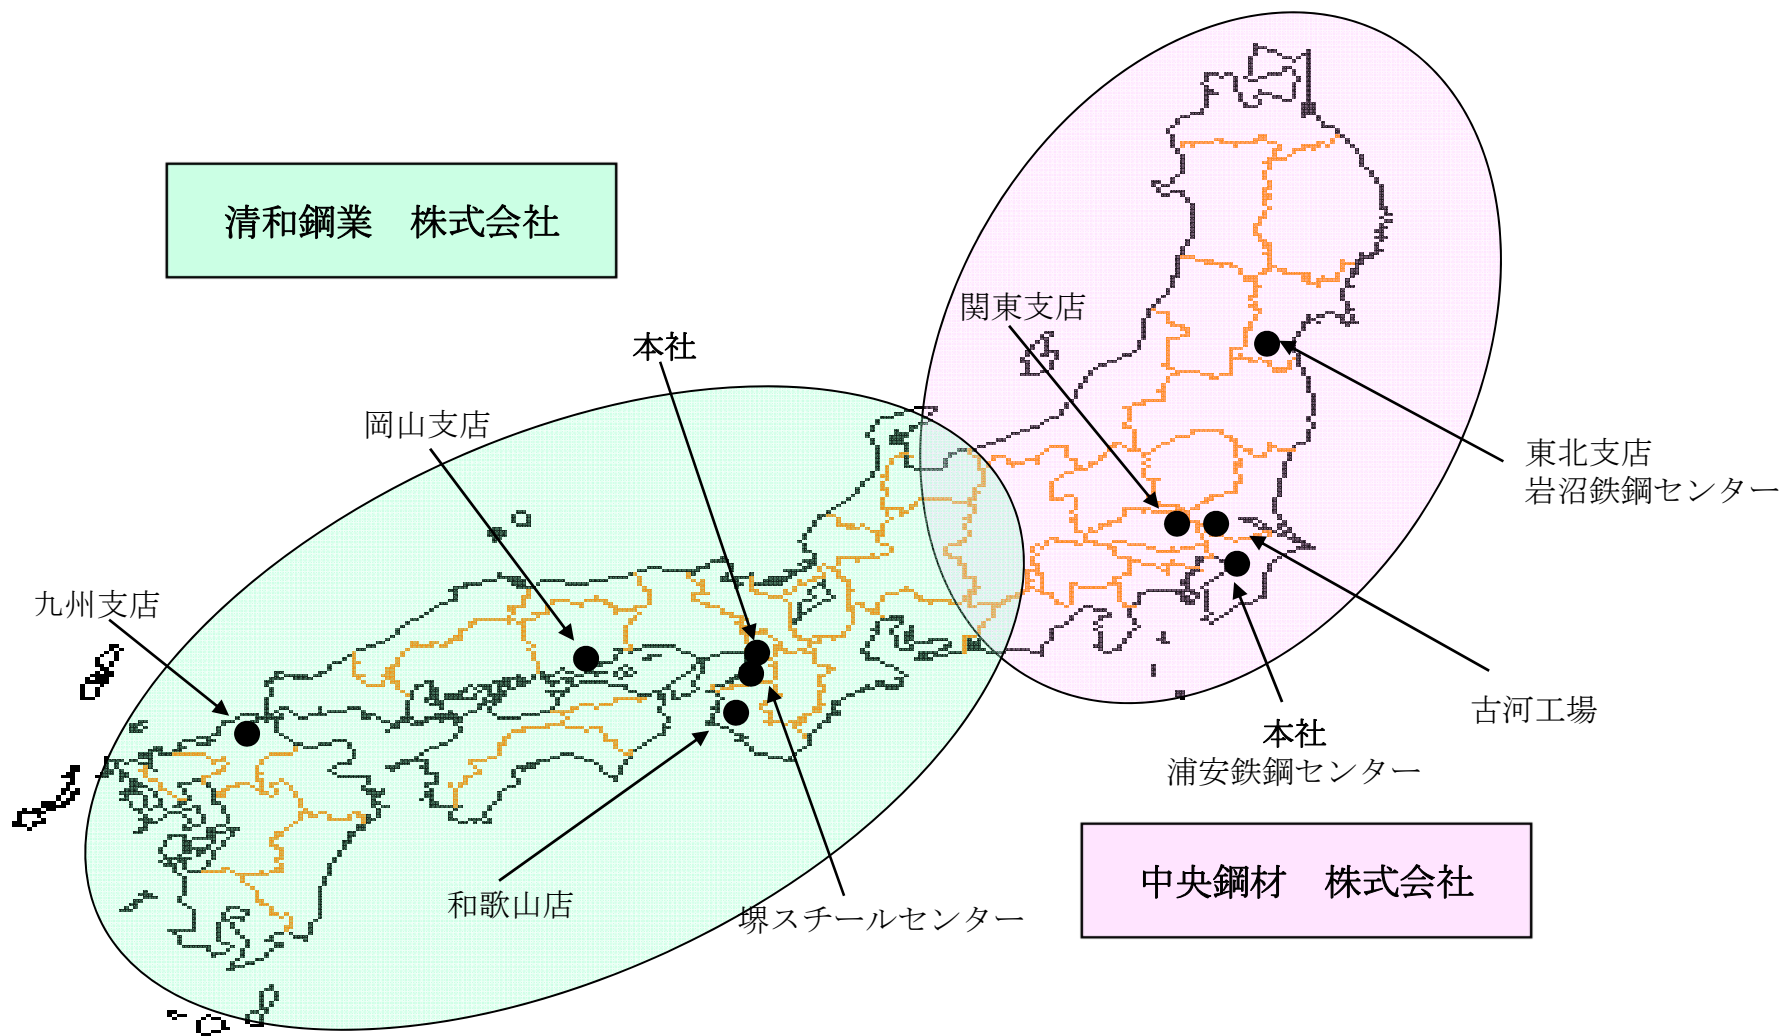 清和鋼業　株式会社
関東支店
本社
岡山支店
東北支店
岩沼鉄鋼センター
九州支店
古河工場
本社
浦安鉄鋼センター
中央鋼材　株式会社
和歌山店
堺スチールセンター